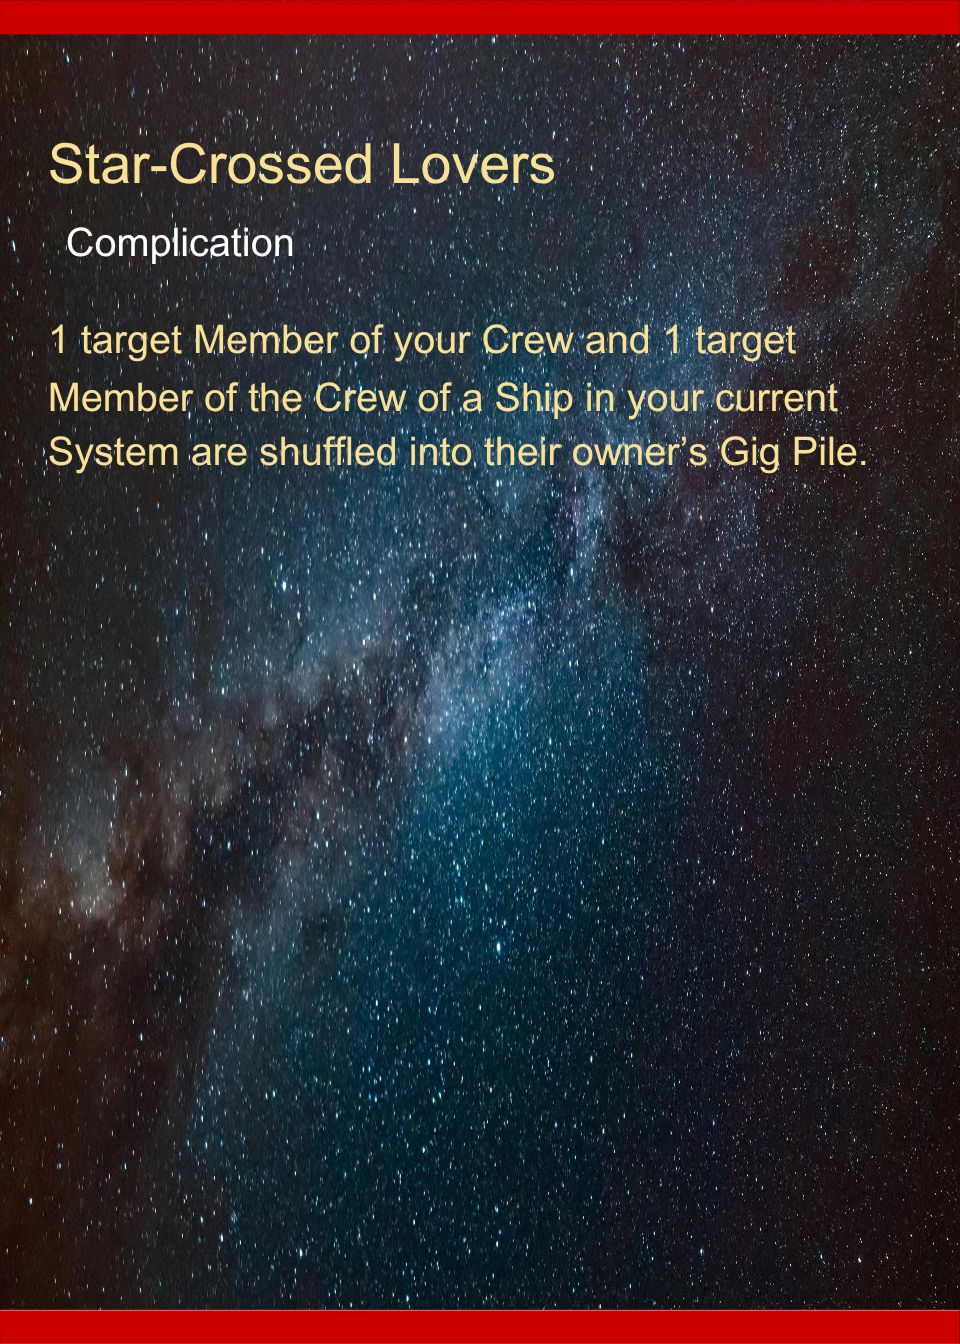 Star-Crossed Lovers
Complication
1 target Member of your Crew and 1 target
Member of the Crew of a Ship in your current
System are shuffled into their owner’s Gig Pile.